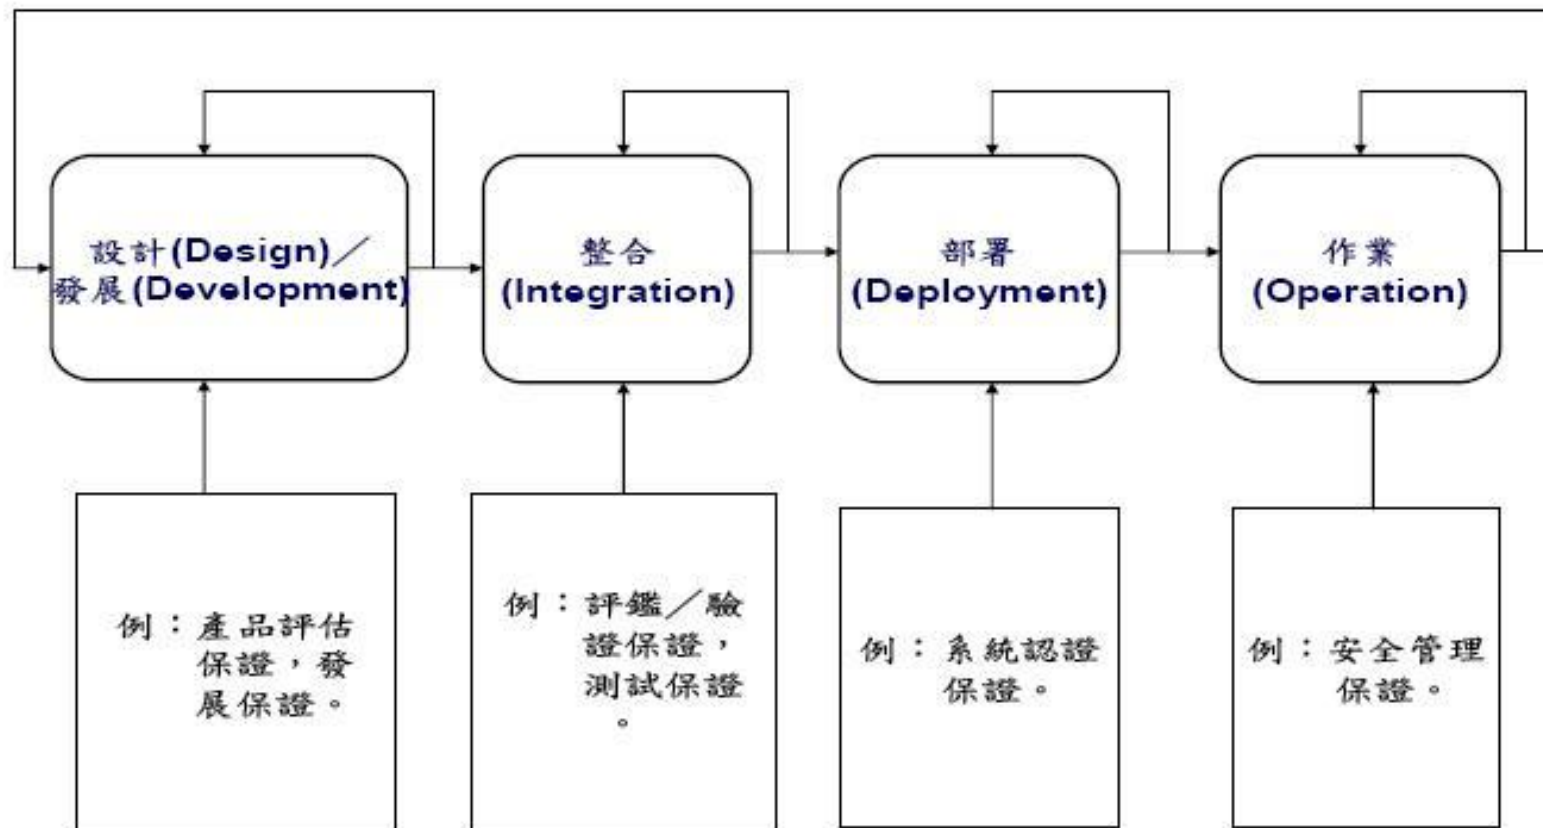 設計(Design)／
發展(Development)
整合
(Integration)
部署
(Deployment)
作業
(Operation)
例：產品評估
保證，發
展保證。
例：評鑑／驗
證保證，
測試保證
。
例：系統認證
保證。
例：安全管理
保證。